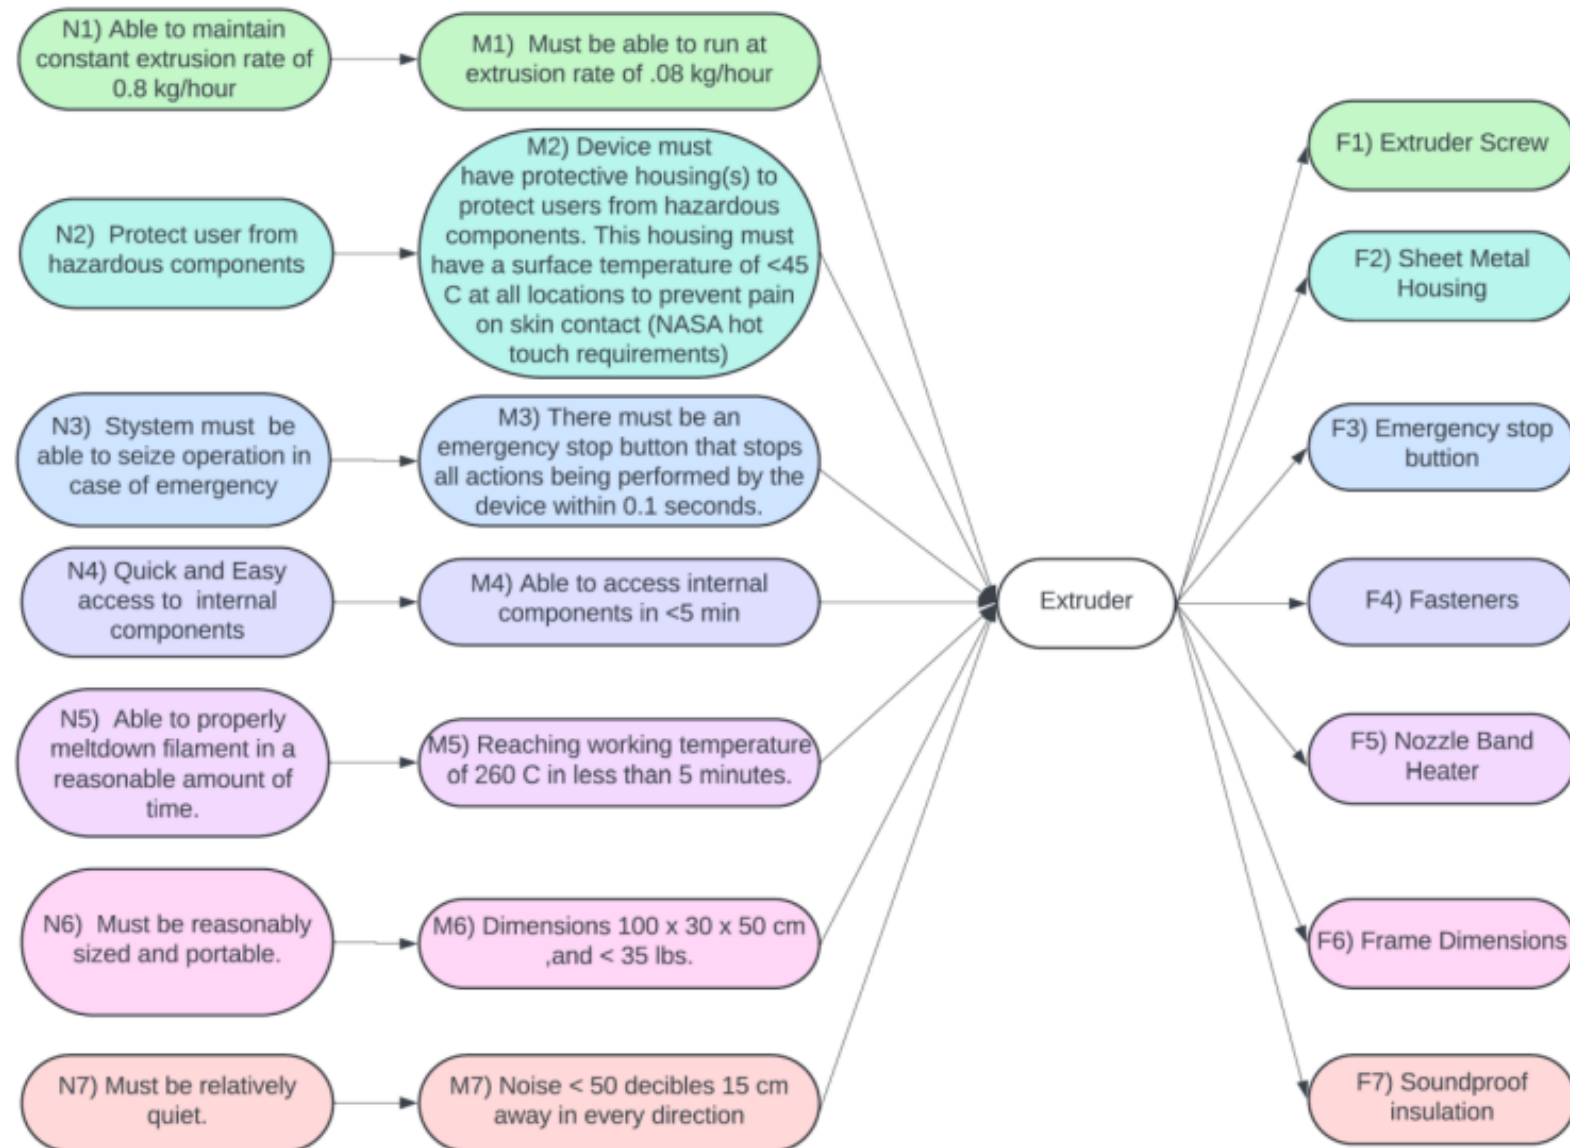 N1) Able to maintain
constant extrusion rate of
0.8 kg/hour
M1) Must be able to run at
extrusion rate of .08 kg/hour
N2) Protect user from
hazardous components
M2) Device must
have protective housing(s) to
protect users from hazardous
components. This housing must
have a surface temperature of <45
C at all locations to prevent pain
on skin contact (NASA hot
touch requirements)
N3) Stystem must be
able to seize operation in
case of emergency
M3) There must be an
emergency stop button that stops
all actions being performed by the
device within 0.1 seconds.
N4) Quick and Easy
access to internal
components
M4) Able to access internal
components in <5 min
N5) Able to properly
meltdown filament in a
reasonable amount of
time.
M5) Reaching working temperature
of 260 C in less than 5 minutes.
N6) Must be reasonably
sized and portable.
M6) Dimensions 100 x 30 x 50 cm
,and < 35 lbs.
N7) Must be relatively
quiet.
M7) Noise < 50 decibles 15 cm
away in every direction
Extruder
F1) Extruder Screw
F2) Sheet Metal
Housing
F3) Emergency stop
buttion
F4) Fasteners
F5) Nozzle Band
Heater
F6) Frame Dimensions
F7) Soundproof
insulation